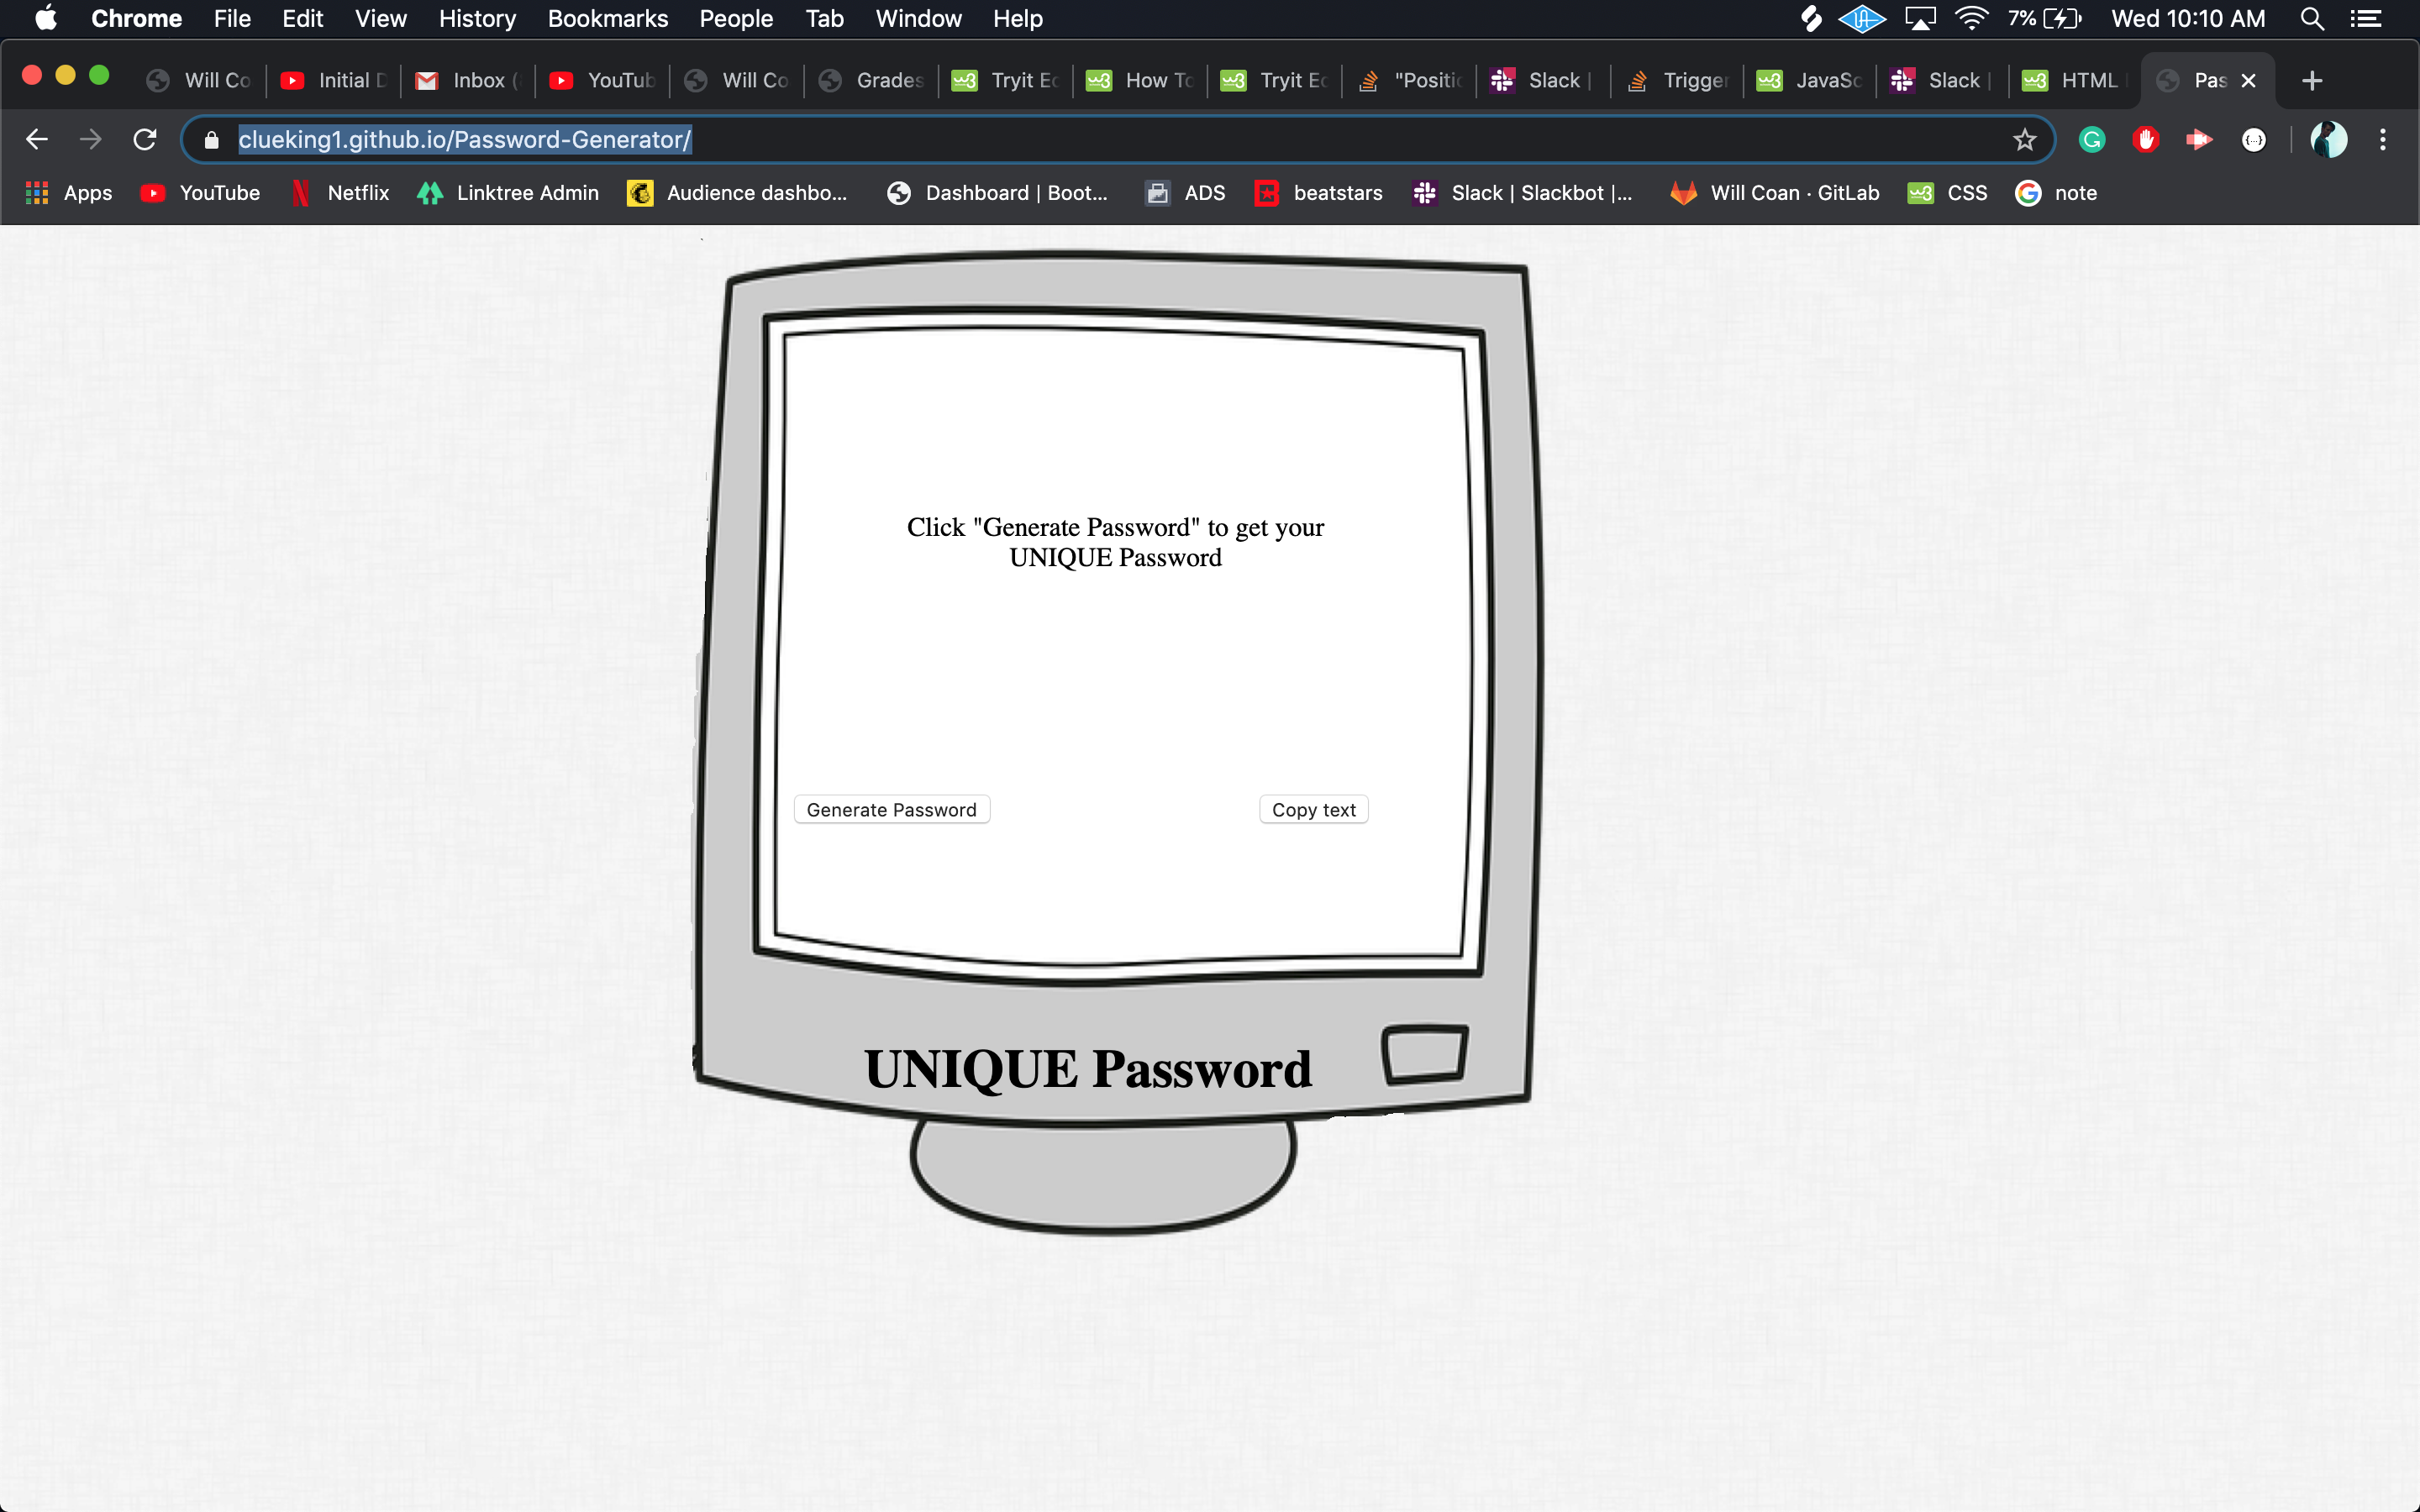 Chrome File Edit View History Bookmarks People Tab Window Help 7% Wed 10:10 AM
Will Co Initial D Inbox ( YouTub Will Co Grades Tryit Ec How To Tryit Ec "Positic Slack | Trigger JavaSc Slack | HTML Pas
clueking1.github.io/Password-Generator/
Apps YouTube Netflix Linktree Admin Audience dashbo... Dashboard | Boot... ADS beatstars Slack | Slackbot |... Will Coan · GitLab CSS note
Click "Generate Password" to get your
UNIQUE Password
Generate Password Copy text
UNIQUE Password